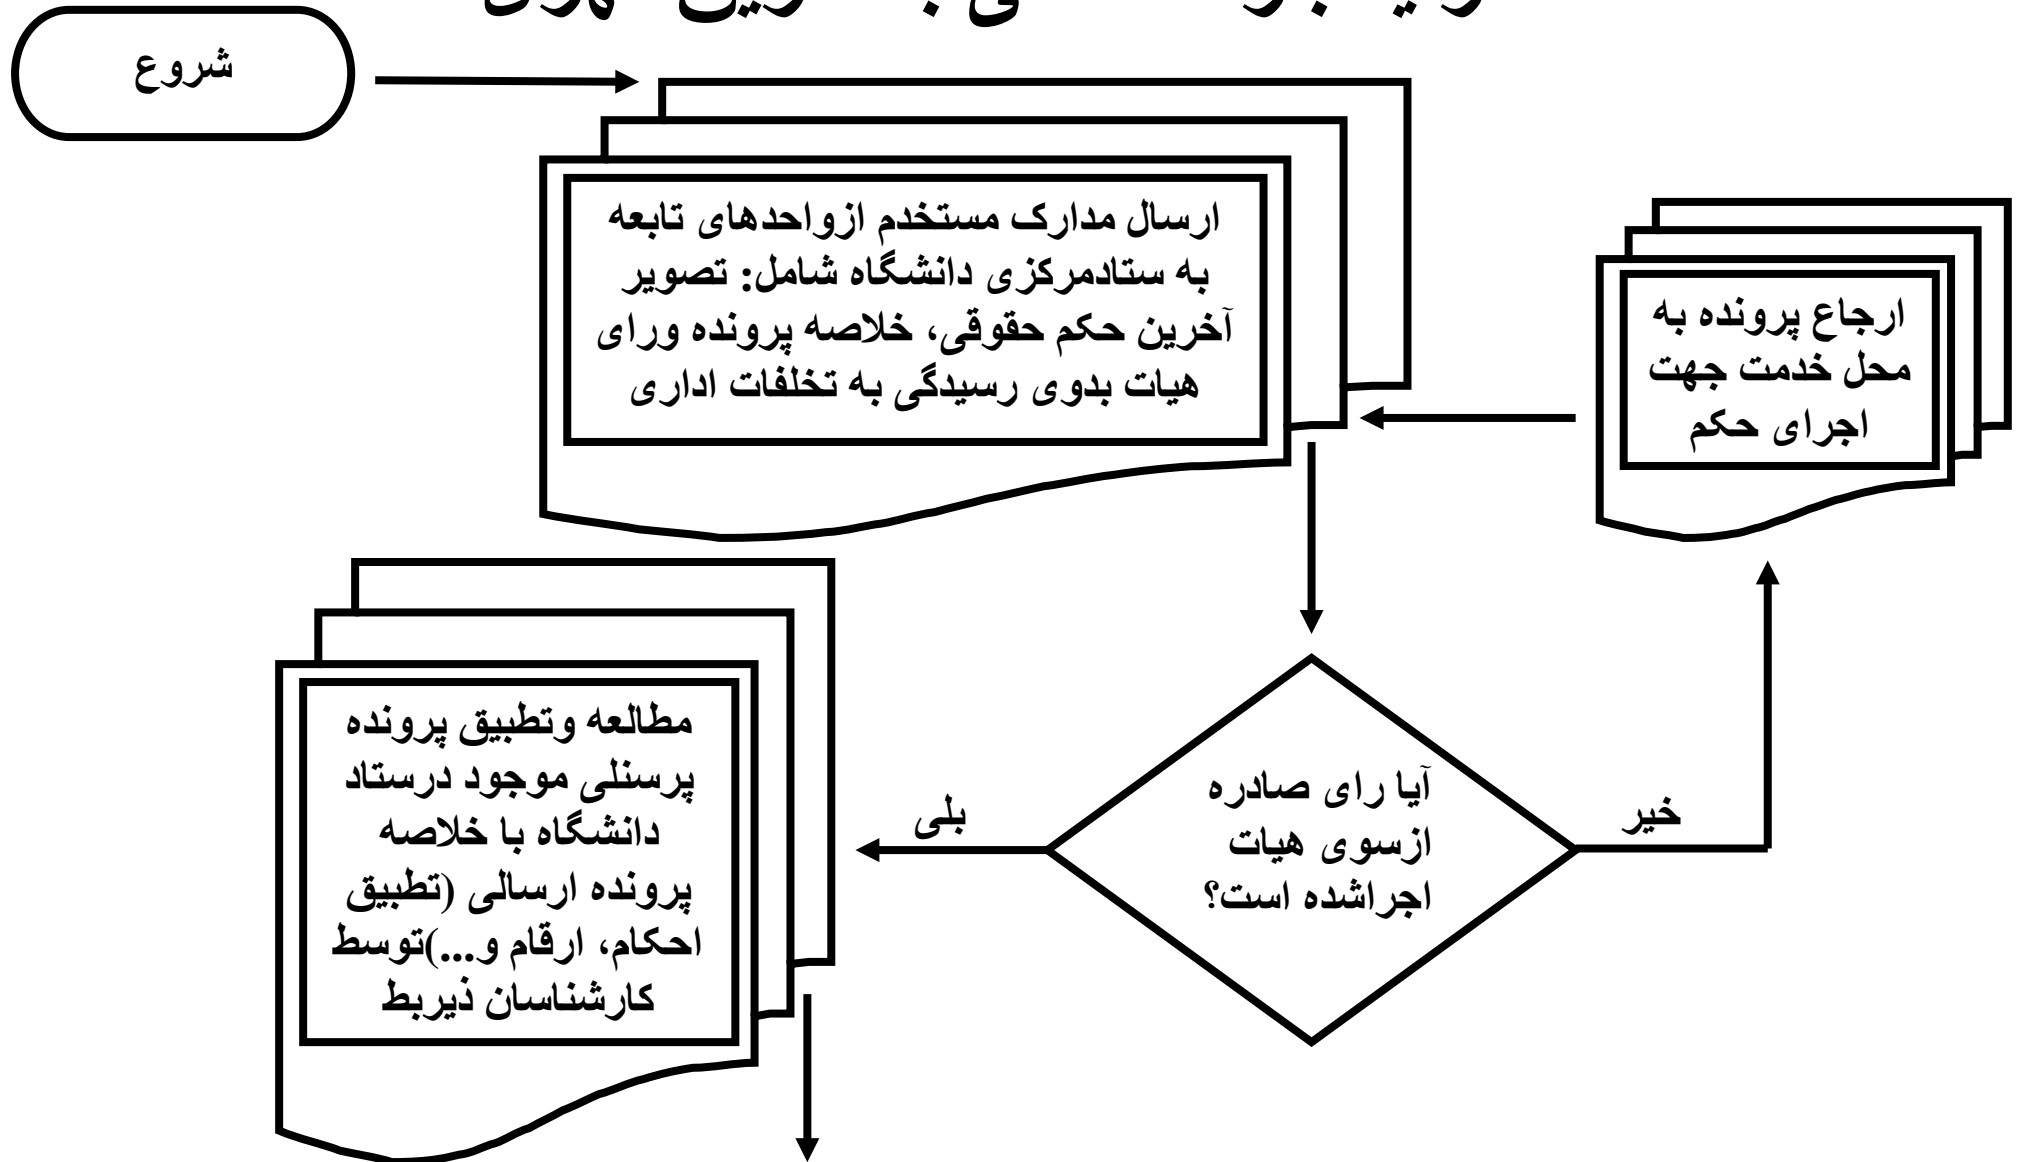 شروع
ارسال مدارک مستخدم ازواحدهای تابعه
به ستادمرکزی دانشگاه شامل: تصویر
آخرین حکم حقوقی، خلاصه پرونده ورای
هیات بدوی رسیدگی به تخلفات اداری
ارجاع پرونده به
محل خدمت جهت
اجرای حکم
آیا رای صادره
ازسوی هیات
اجراشده است؟
خیر
بلی
مطالعه وتطبیق پرونده
پرسنلی موجود درستاد
دانشگاه با خلاصه
پرونده ارسالی (تطبیق
احکام، ارقام و...)توسط
کارشناسان ذیربط